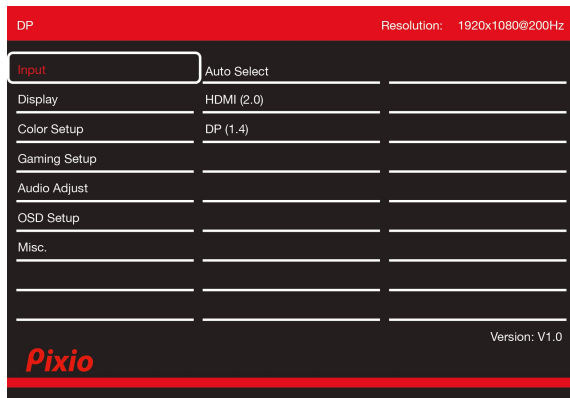 DP Resolution: 1920x1080@200Hz
Input Auto Select
Display HDMI (2.0)
Color Setup DP (1.4)
Gaming Setup
Audio Adjust
OSD Setup
Misc.
Version: V1.0
Pixio